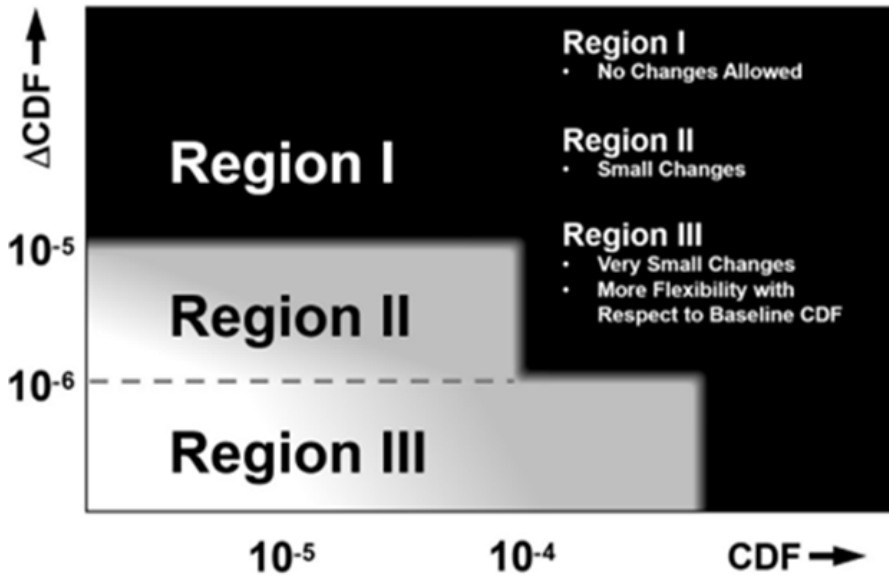 ΔCDF
Region I
• No Changes Allowed
Region II
• Small Changes
Region III
• Very Small Changes
• More Flexibility with
Respect to Baseline CDF
Region I
10⁻⁵
Region II
10⁻⁶
Region III
10⁻⁵
10⁻⁴
CDF